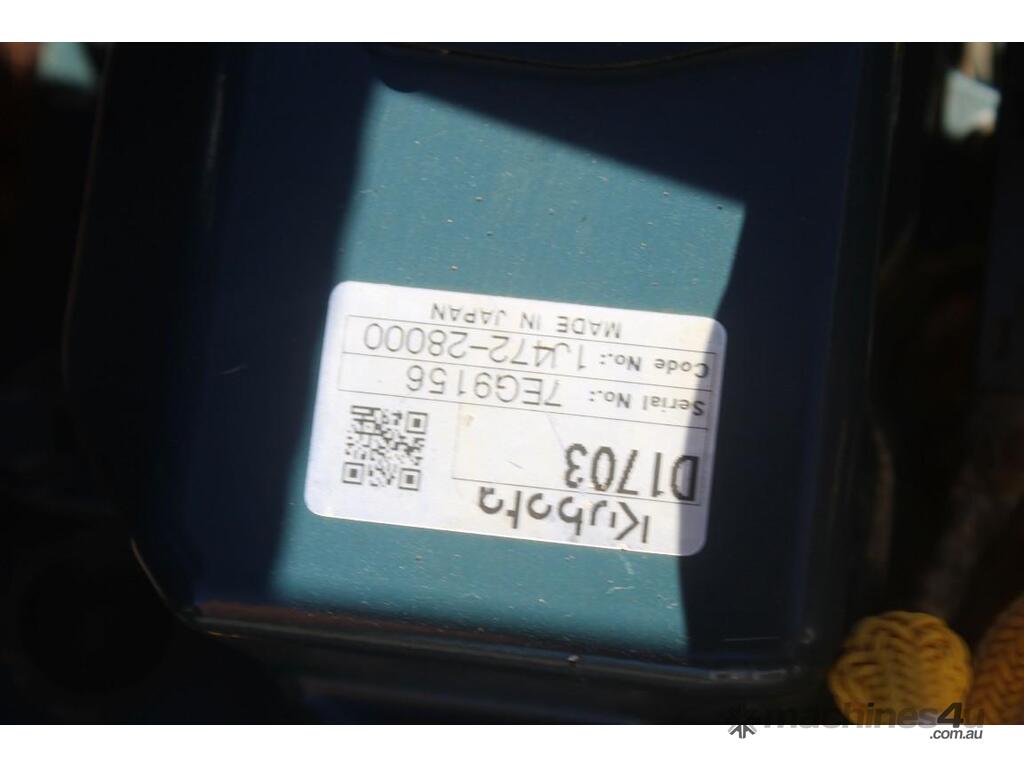 Kubota
D1703
Serial No.: 7EG9156
Code No.: 1J472-28000
MADE IN JAPAN
machines4u
.com.au